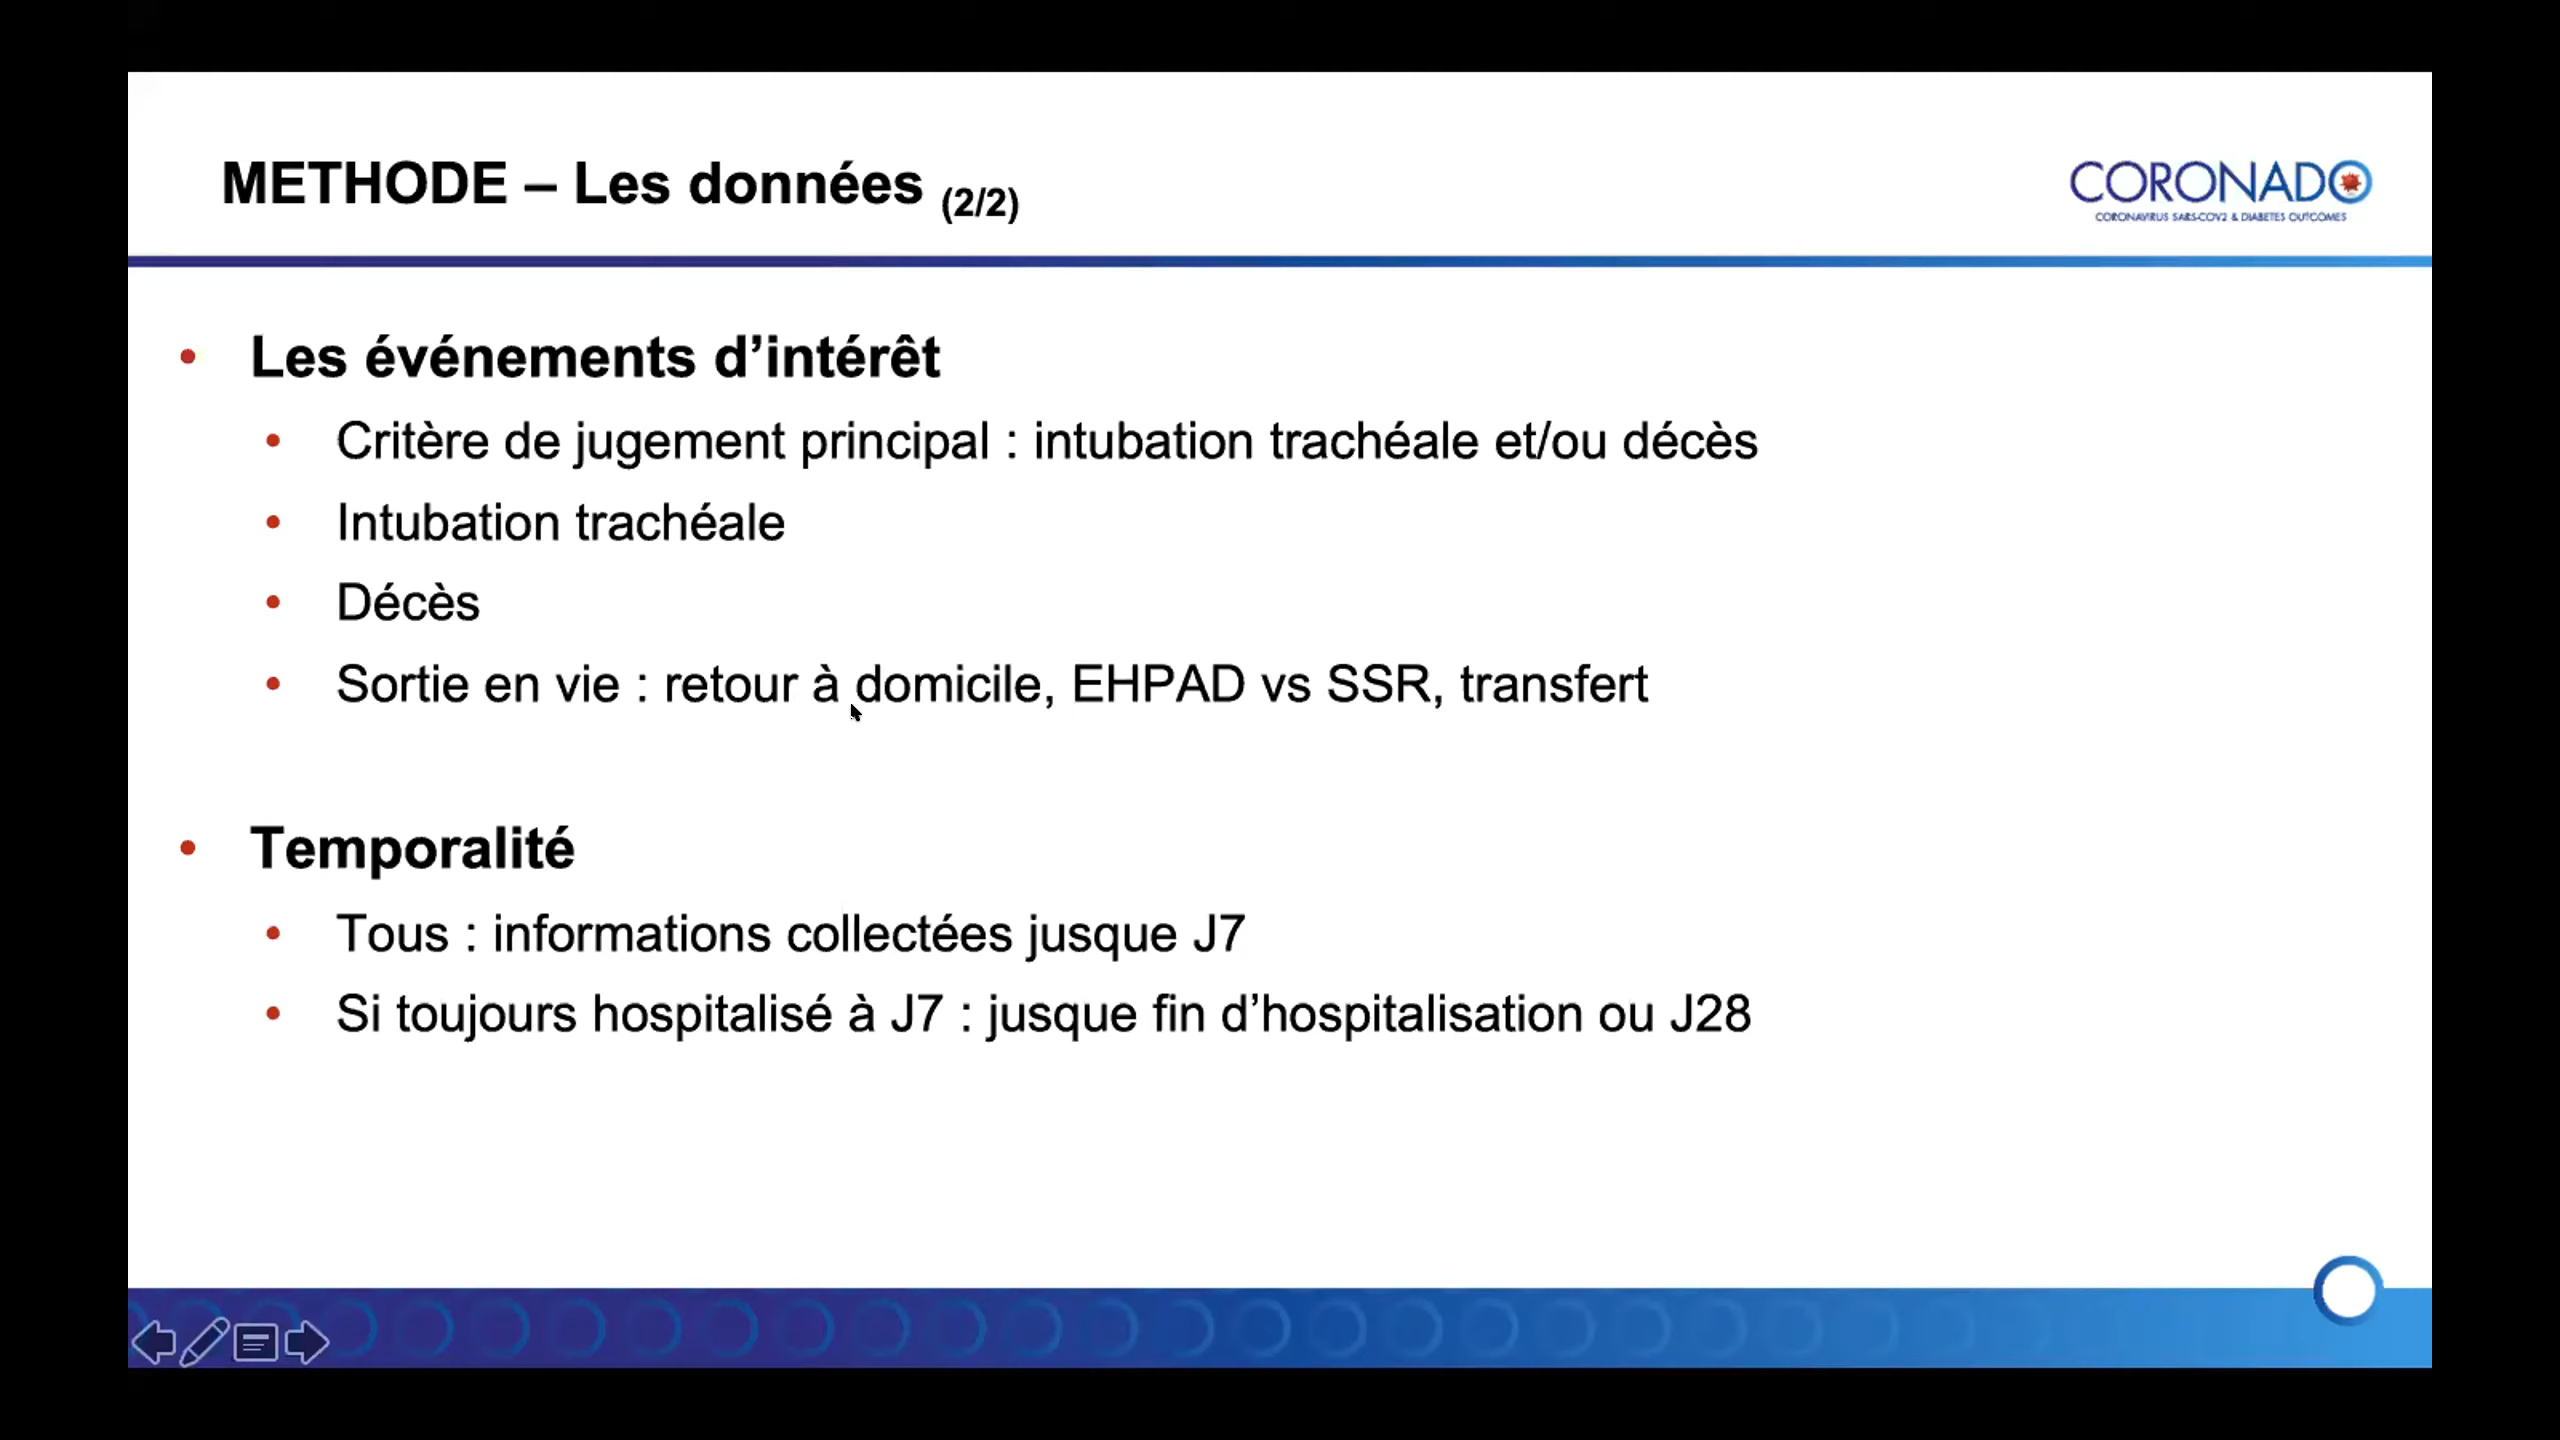 METHODE – Les données (2/2)
CORONADO
CORONAVIRUS SARS-COV2 & DIABETES OUTCOMES
• Les événements d’intérêt
• Critère de jugement principal : intubation trachéale et/ou décès
• Intubation trachéale
• Décès
• Sortie en vie : retour à domicile, EHPAD vs SSR, transfert
• Temporalité
• Tous : informations collectées jusque J7
• Si toujours hospitalisé à J7 : jusque fin d’hospitalisation ou J28